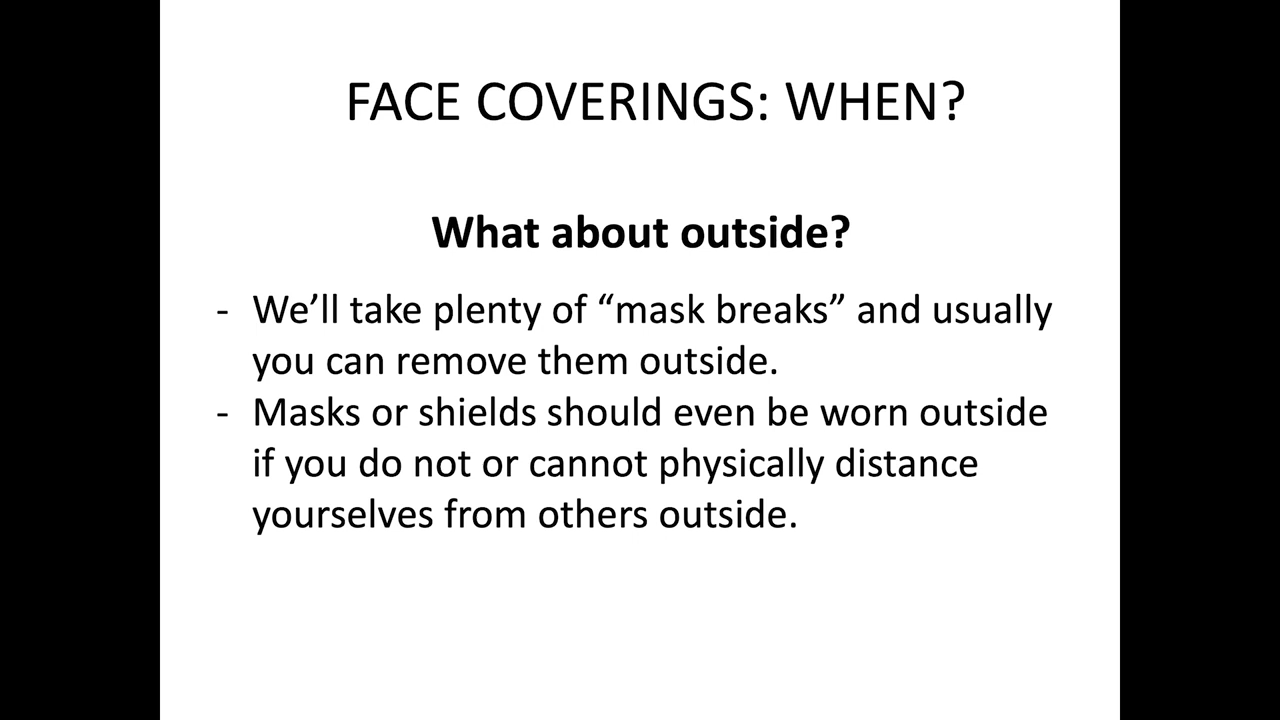 FACE COVERINGS: WHEN?
What about outside?
- We’ll take plenty of “mask breaks” and usually
you can remove them outside.
- Masks or shields should even be worn outside
if you do not or cannot physically distance
yourselves from others outside.